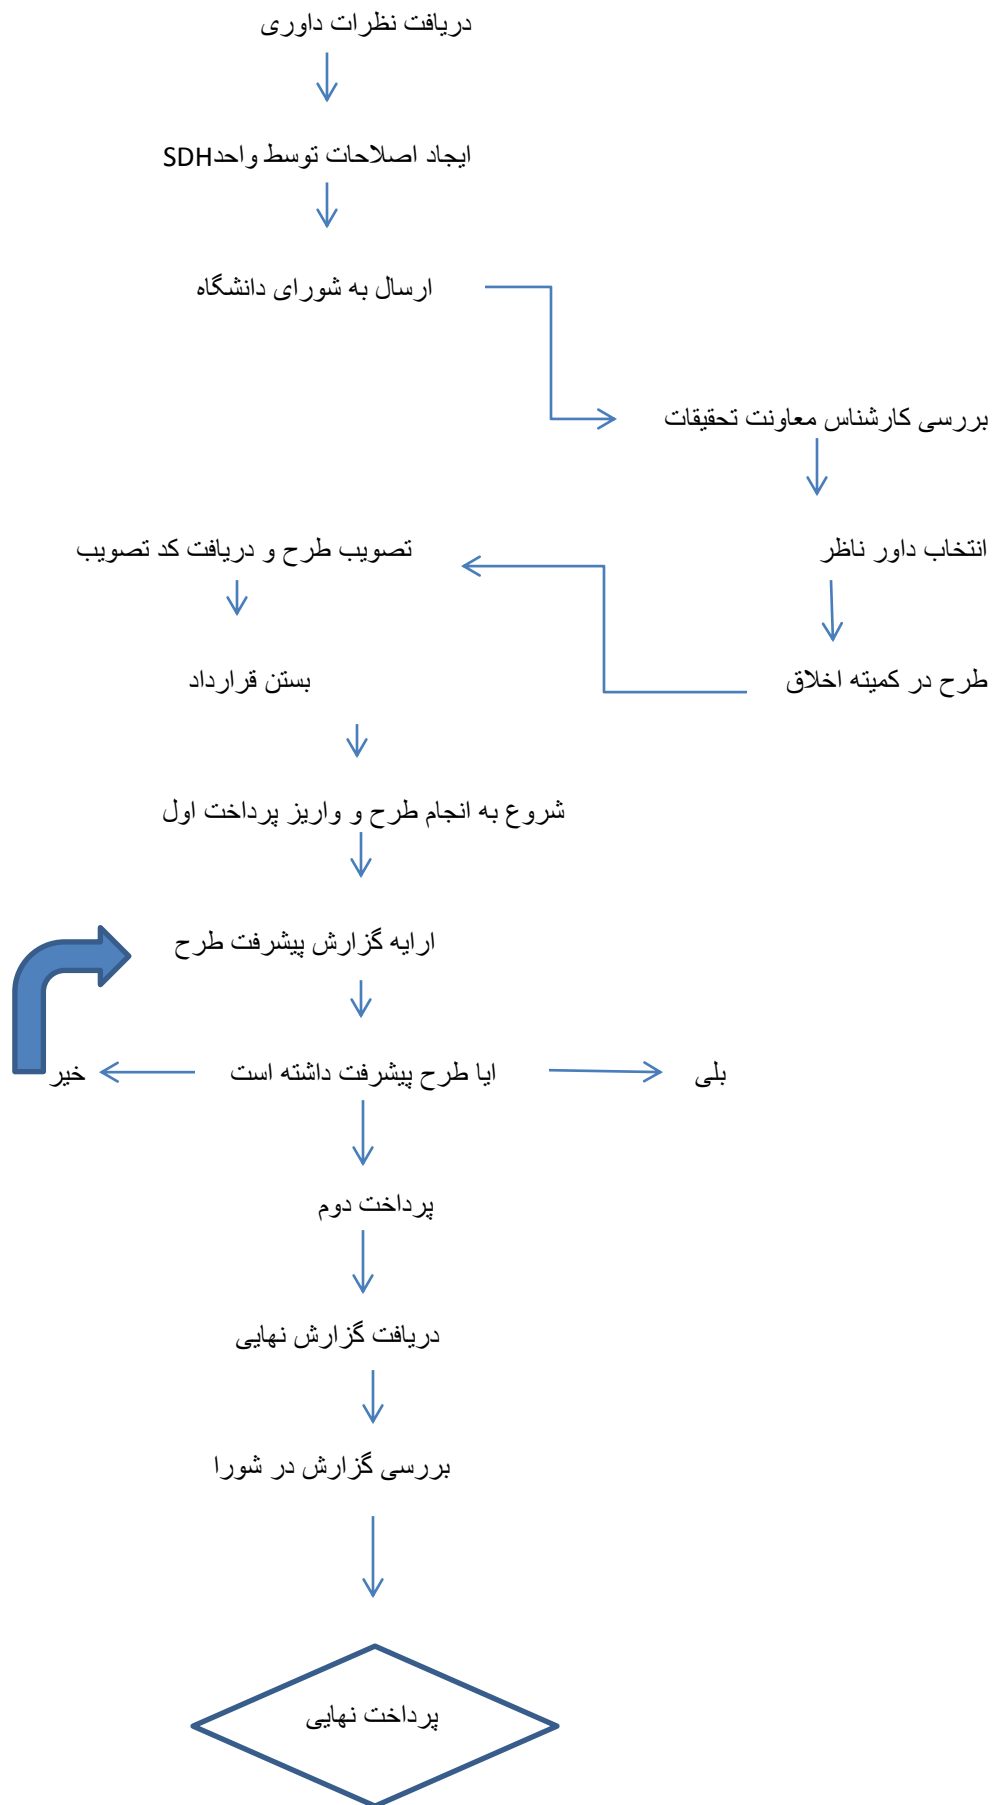 دریافت نظرات داوری
ایجاد اصلاحات توسط واحدSDH
ارسال به شورای دانشگاه
بررسی کارشناس معاونت تحقیقات
انتخاب داور ناظر
تصویب طرح و دریافت کد تصویب
طرح در کمیته اخلاق
بستن قرارداد
شروع به انجام طرح و واریز پرداخت اول
ارایه گزارش پیشرفت طرح
بلی
ایا طرح پیشرفت داشته است
خیر
پرداخت دوم
دریافت گزارش نهایی
بررسی گزارش در شورا
پرداخت نهایی